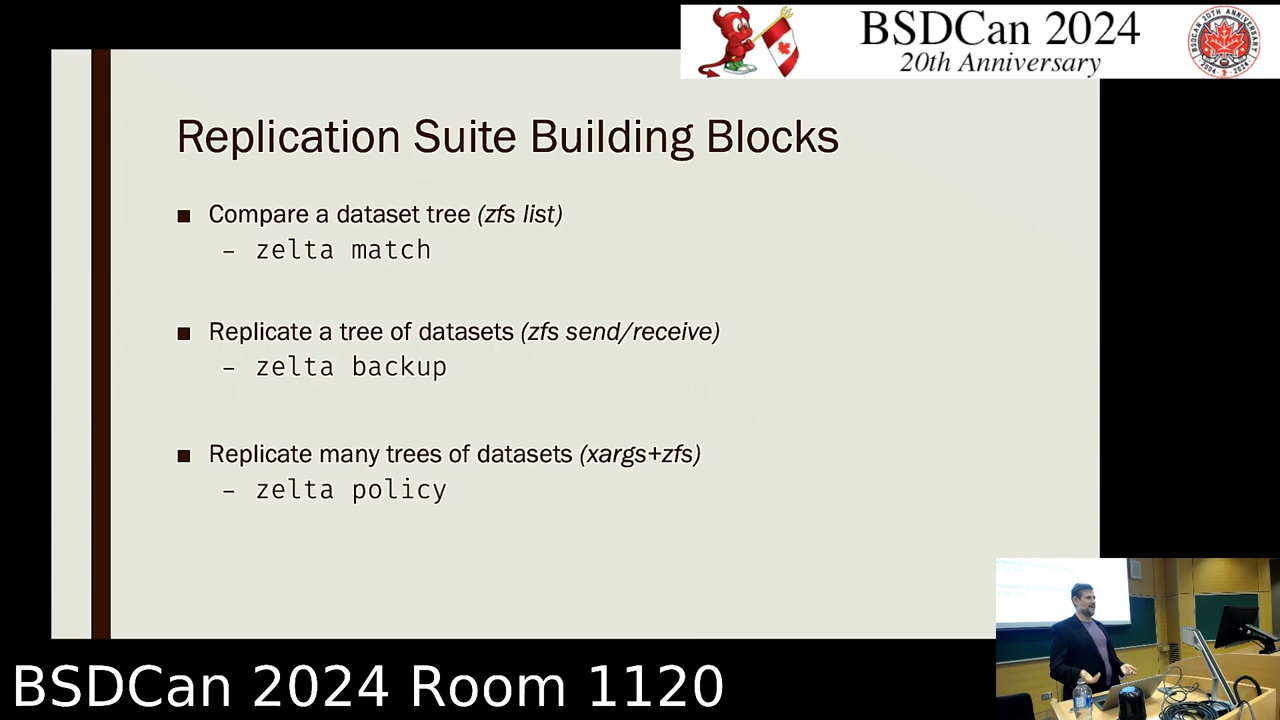 BSDCan 2024
20th Anniversary
Replication Suite Building Blocks
■ Compare a dataset tree (zfs list)
– zelta match
■ Replicate a tree of datasets (zfs send/receive)
– zelta backup
■ Replicate many trees of datasets (xargs+zfs)
– zelta policy
BSDCan 2024 Room 1120